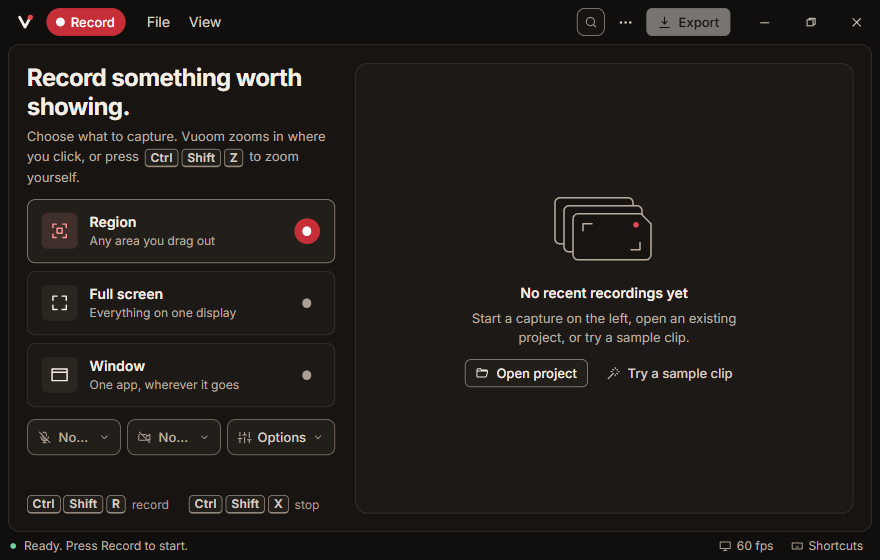 Record File View Export
Record something worth
showing.
Choose what to capture. Vuoom zooms in where
you click, or press Ctrl Shift Z to zoom
yourself.
Region
Any area you drag out
Full screen
Everything on one display
Window
One app, wherever it goes
No... No... Options
Ctrl Shift R record Ctrl Shift X stop
No recent recordings yet
Start a capture on the left, open an existing
project, or try a sample clip.
Open project Try a sample clip
Ready. Press Record to start. 60 fps Shortcuts